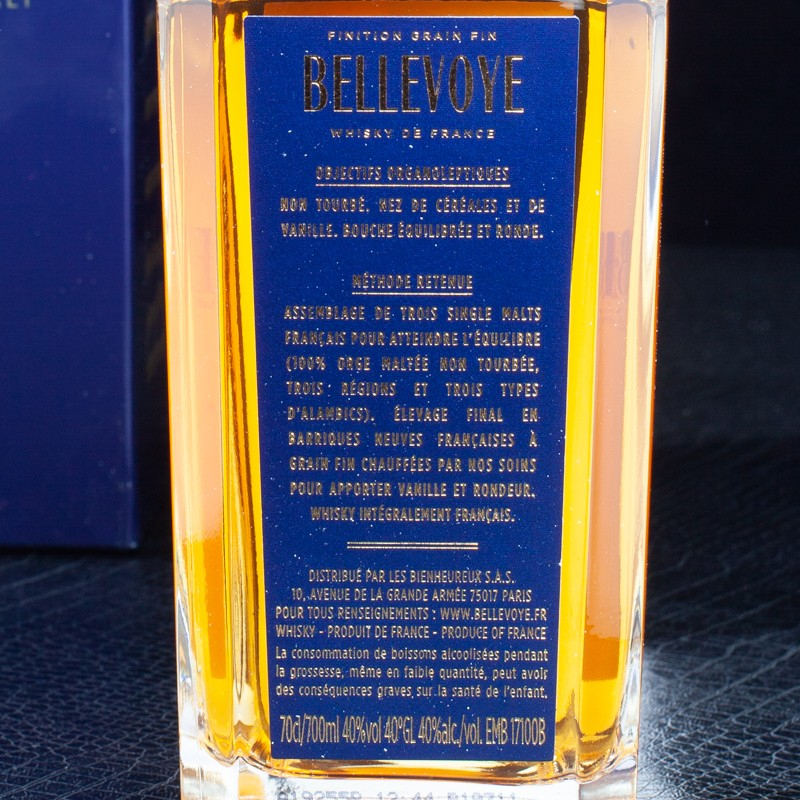 FINITION GRAIN FIN
BELLEVOYE
WHISKY DE FRANCE
OBJECTIFS ORGANOLEPTIQUES
NON TOURBÉ. NEZ DE CÉRÉALES ET DE
VANILLE. BOUCHE ÉQUILIBRÉE ET RONDE.
MÉTHODE RETENUE
ASSEMBLAGE DE TROIS SINGLE MALTS
FRANÇAIS POUR ATTEINDRE L'ÉQUILIBRE
(100% ORGE MALTÉE NON TOURBÉE,
TROIS RÉGIONS ET TROIS TYPES
D'ALAMBICS). ÉLEVAGE FINAL EN
BARRIQUES NEUVES FRANÇAISES À
GRAIN FIN CHAUFFÉES PAR NOS SOINS
POUR APPORTER VANILLE ET RONDEUR.
WHISKY INTÉGRALEMENT FRANÇAIS.
DISTRIBUÉ PAR LES BIENHEUREUX S.A.S.
10, AVENUE DE LA GRANDE ARMÉE 75017 PARIS
POUR TOUS RENSEIGNEMENTS : WWW.BELLEVOYE.FR
WHISKY - PRODUIT DE FRANCE - PRODUCE OF FRANCE
La consommation de boissons alcoolisées pendant
la grossesse, même en faible quantité, peut avoir
des conséquences graves sur la santé de l'enfant.
70cl/700ml 40%vol 40°GL 40%alc./vol. EMB 17100B